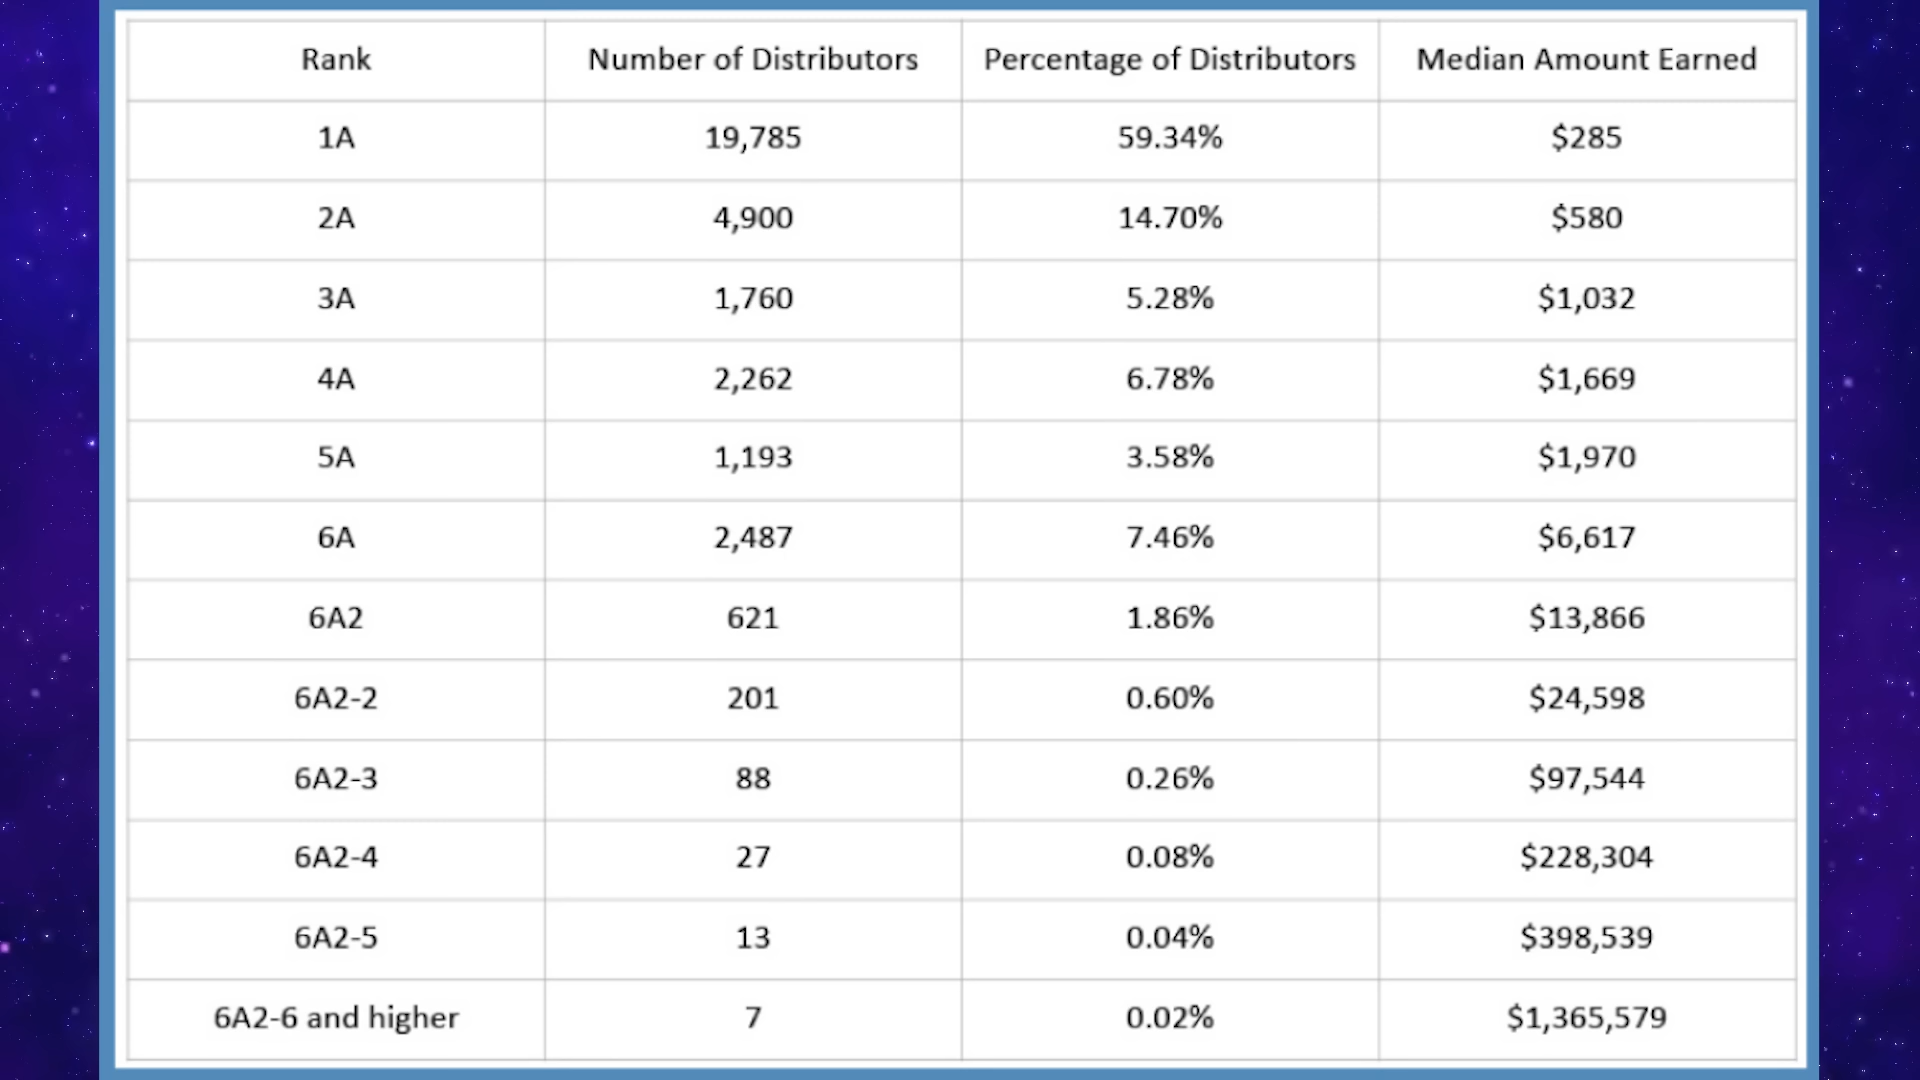 Rank Number of Distributors Percentage of Distributors Median Amount Earned
1A 19,785 59.34% $285
2A 4,900 14.70% $580
3A 1,760 5.28% $1,032
4A 2,262 6.78% $1,669
5A 1,193 3.58% $1,970
6A 2,487 7.46% $6,617
6A2 621 1.86% $13,866
6A2-2 201 0.60% $24,598
6A2-3 88 0.26% $97,544
6A2-4 27 0.08% $228,304
6A2-5 13 0.04% $398,539
6A2-6 and higher 7 0.02% $1,365,579